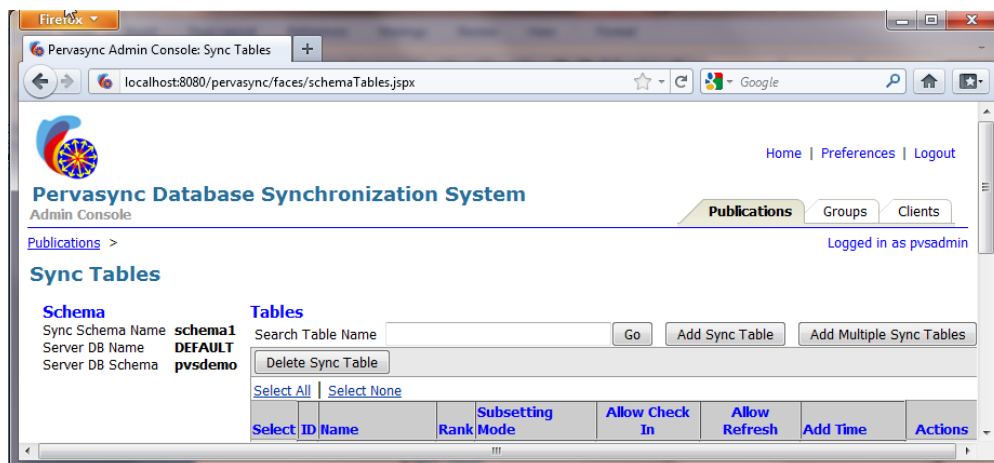 Firefox
Pervasync Admin Console: Sync Tables
localhost:8080/pervasync/faces/schemaTables.jspx
Google
Home | Preferences | Logout
Pervasync Database Synchronization System
Admin Console
Publications Groups Clients
Publications >
Logged in as pvsadmin
Sync Tables
Schema
Sync Schema Name schema1
Server DB Name DEFAULT
Server DB Schema pvsdemo
Tables
Search Table Name Go Add Sync Table Add Multiple Sync Tables
Delete Sync Table
Select All | Select None
Select ID Name Rank Subsetting Mode Allow Check In Allow Refresh Add Time Actions